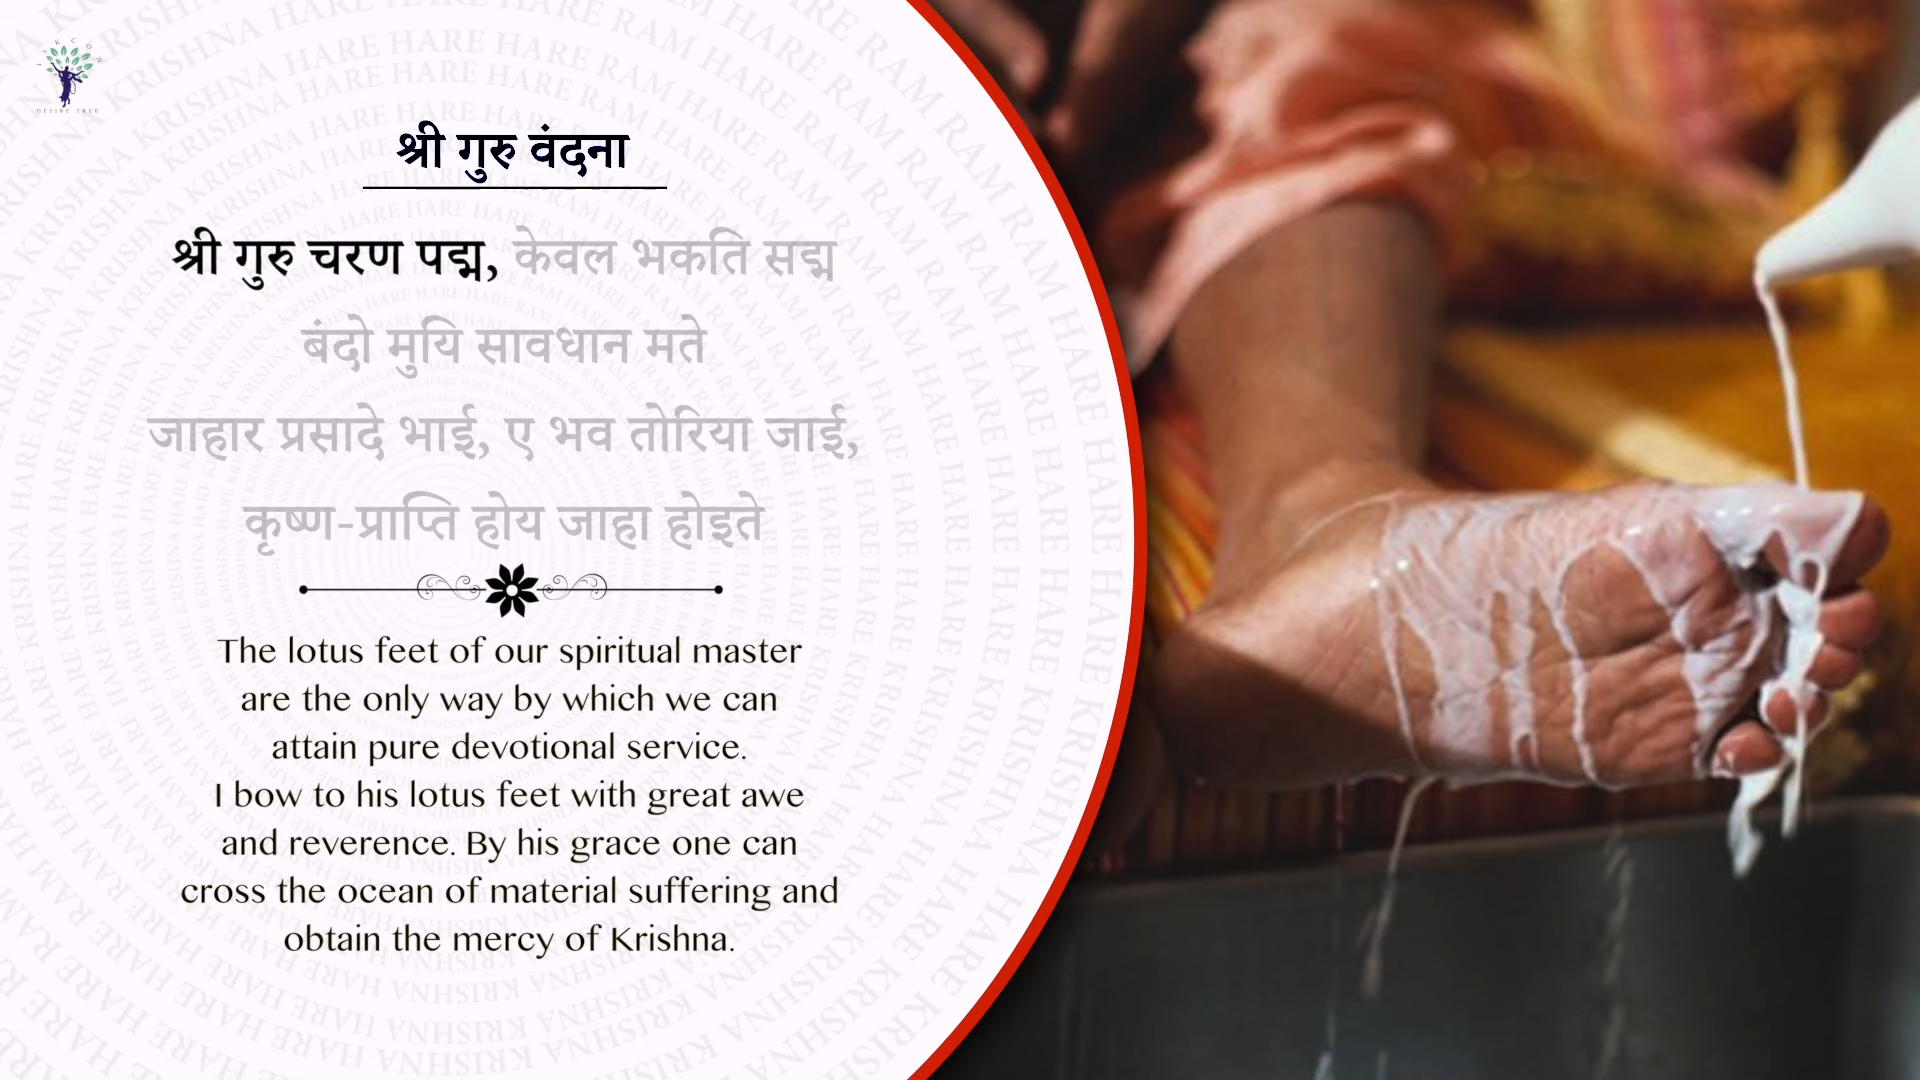 ISKCON
DESIRE TREE
श्री गुरु वंदना
श्री गुरु चरण पद्म, केवल भकति सद्म
बंदो मुयि सावधान मते
जाहार प्रसादे भाई, ए भव तोरिया जाई,
कृष्ण-प्राप्ति होय जाहा होइते
The lotus feet of our spiritual master
are the only way by which we can
attain pure devotional service.
I bow to his lotus feet with great awe
and reverence. By his grace one can
cross the ocean of material suffering and
obtain the mercy of Krishna.